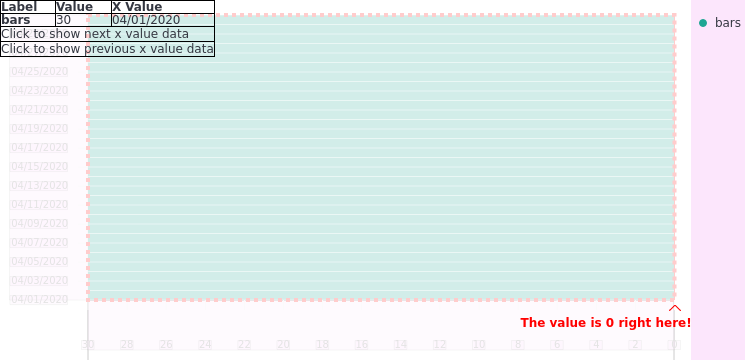 Label Value X Value
bars 30 04/01/2020
Click to show next x value data
Click to show previous x value data
bars
04/25/2020
04/23/2020
04/21/2020
04/19/2020
04/17/2020
04/15/2020
04/13/2020
04/11/2020
04/09/2020
04/07/2020
04/05/2020
04/03/2020
04/01/2020
The value is 0 right here!
30 28 26 24 22 20 18 16 14 12 10 8 6 4 2 0